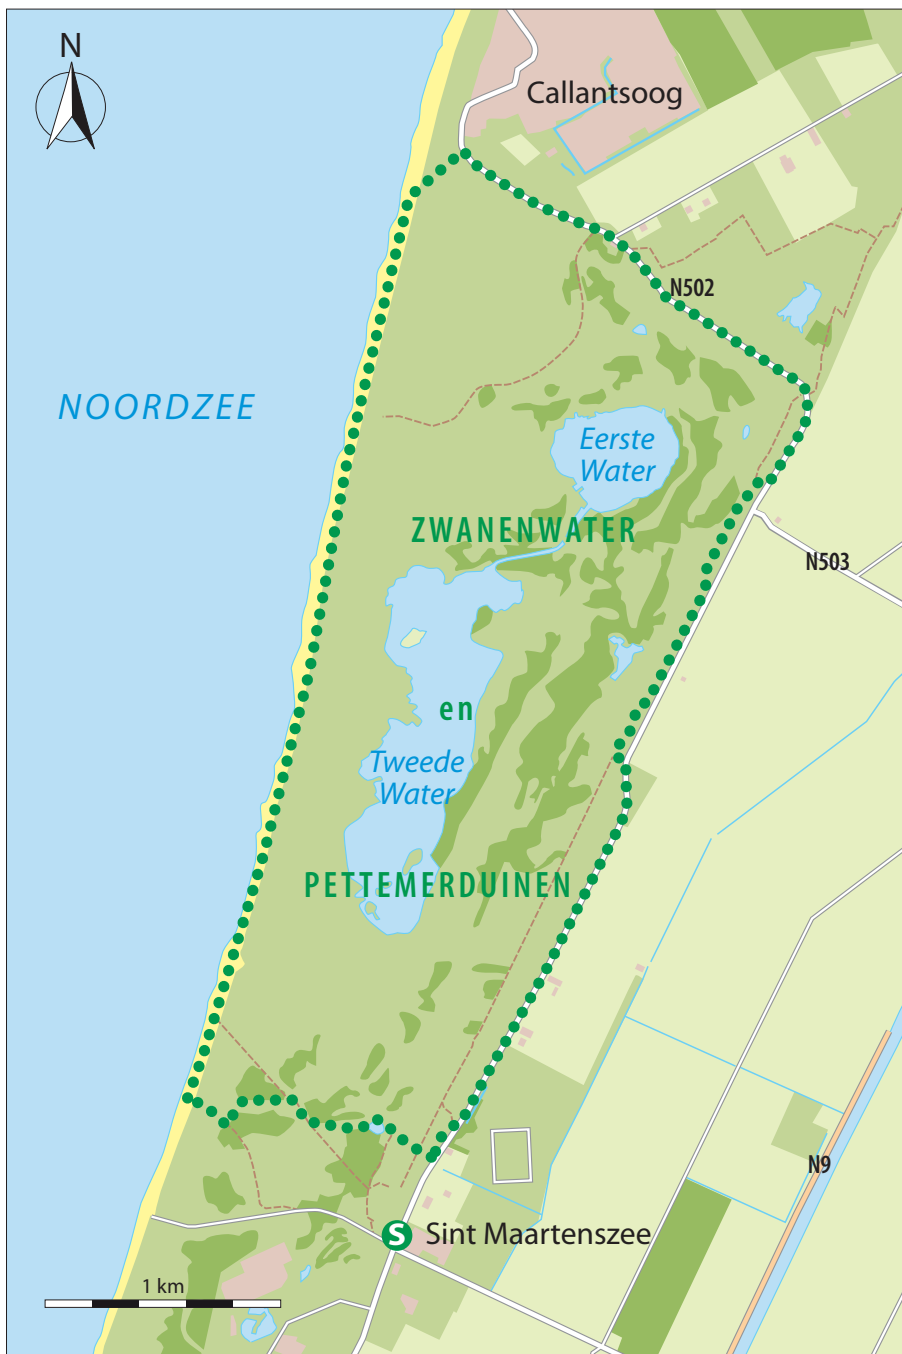 N
Callantsoog
N502
NOORDZEE
Eerste
Water
ZWANENWATER
N503
en
Tweede
Water
PETTEMERDUINEN
N9
S
Sint Maartenszee
1 km